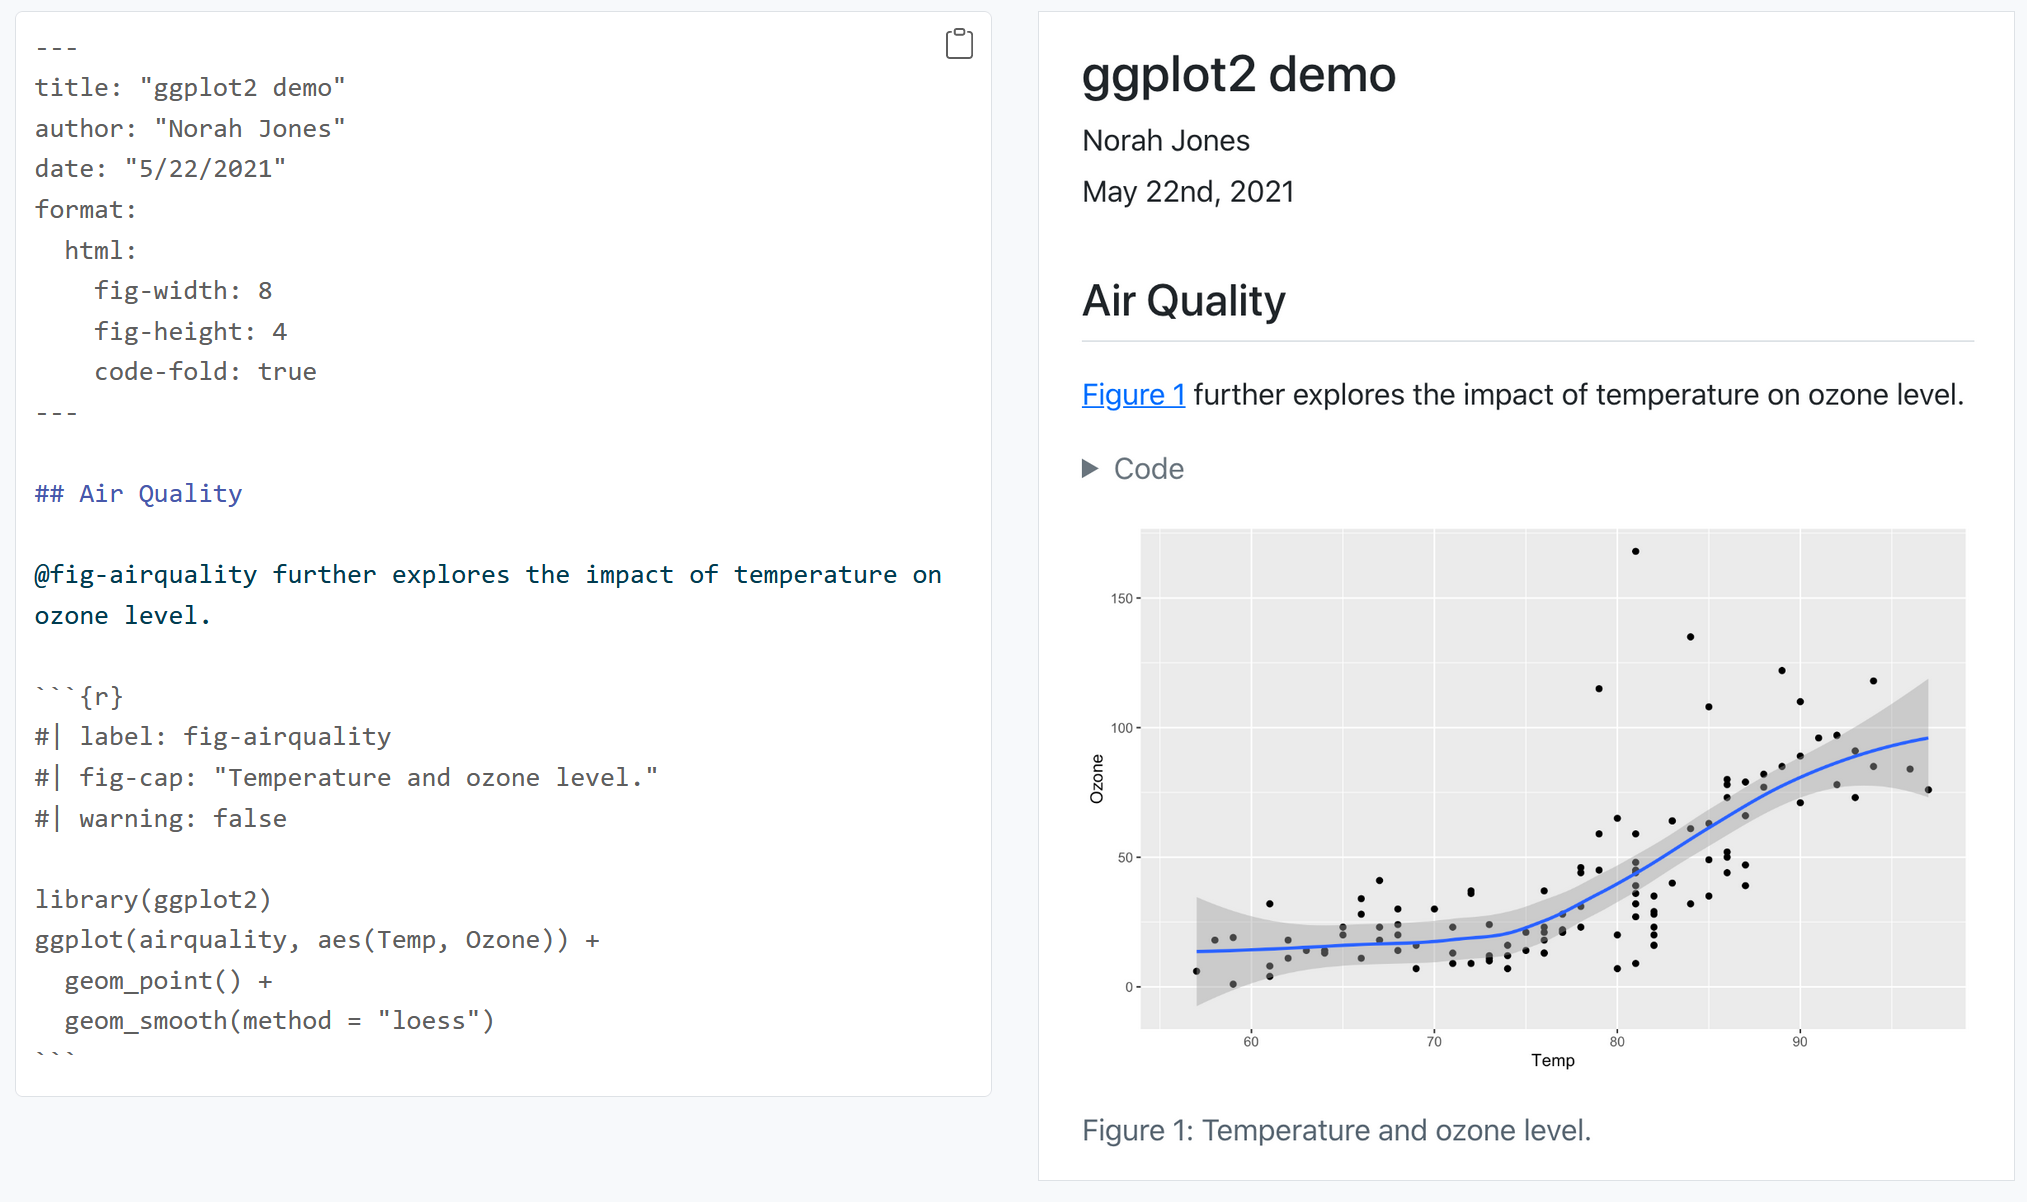 ---
title: "ggplot2 demo"
author: "Norah Jones"
date: "5/22/2021"
format:
  html:
    fig-width: 8
    fig-height: 4
    code-fold: true
---
## Air Quality
@fig-airquality further explores the impact of temperature on
ozone level.
```{r}
#| label: fig-airquality
#| fig-cap: "Temperature and ozone level."
#| warning: false
library(ggplot2)
ggplot(airquality, aes(Temp, Ozone)) +
  geom_point() +
  geom_smooth(method = "loess")
```
ggplot2 demo
Norah Jones
May 22nd, 2021
Air Quality
Figure 1 further explores the impact of temperature on ozone level.
Code
150
100
50
0
Ozone
60 70 80 90
Temp
Figure 1: Temperature and ozone level.